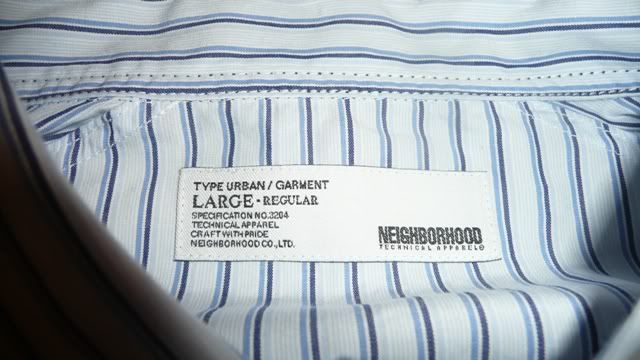 TYPE URBAN / GARMENT
LARGE - REGULAR
SPECIFICATION NO.3204
TECHNICAL APPAREL
CRAFT WITH PRIDE
NEIGHBORHOOD CO.,LTD.
NEIGHBORHOOD
TECHNICAL APPAREL®